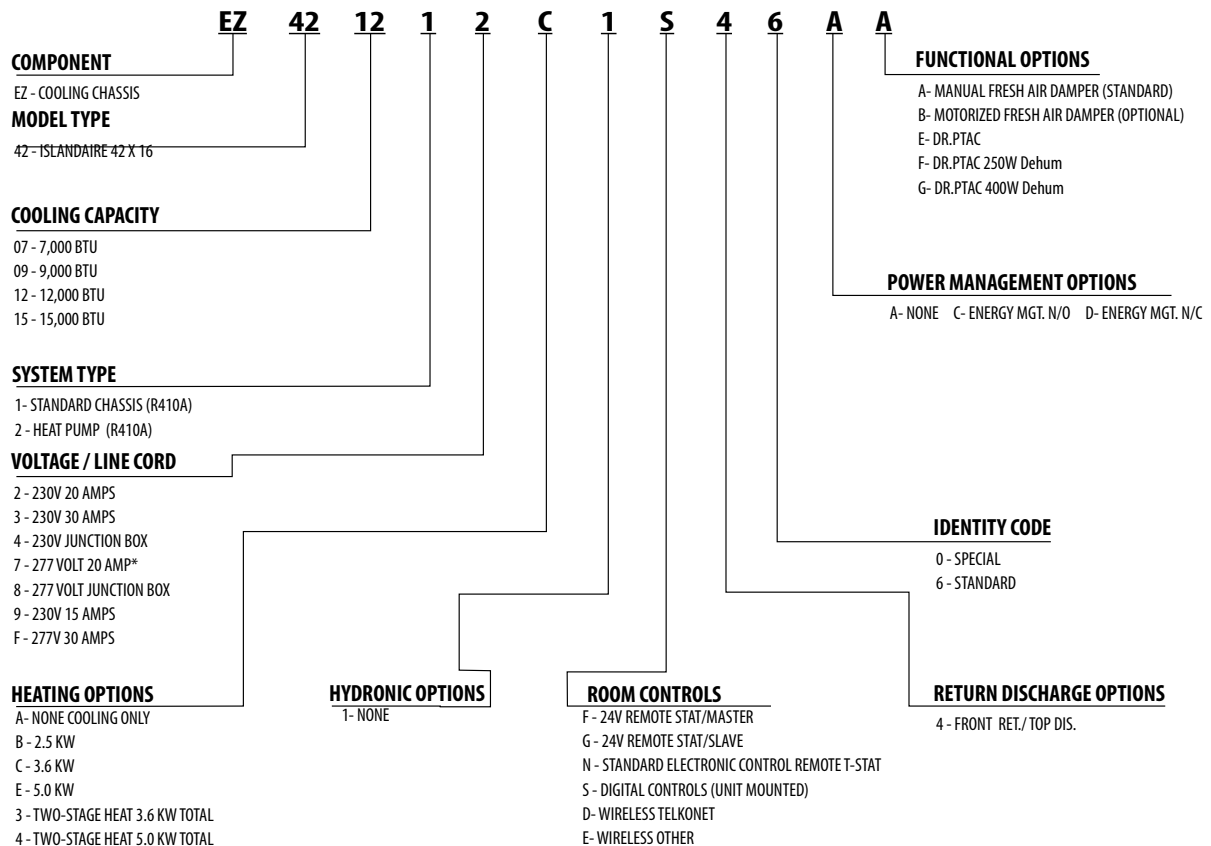 EZ 42 12 1 2 C 1 S 4 6 A A
COMPONENT
EZ - COOLING CHASSIS
MODEL TYPE
42 - ISLANDAIRE 42 X 16
COOLING CAPACITY
07 - 7,000 BTU
09 - 9,000 BTU
12 - 12,000 BTU
15 - 15,000 BTU
SYSTEM TYPE
1- STANDARD CHASSIS (R410A)
2 - HEAT PUMP (R410A)
VOLTAGE / LINE CORD
2 - 230V 20 AMPS
3 - 230V 30 AMPS
4 - 230V JUNCTION BOX
7 - 277 VOLT 20 AMP*
8 - 277 VOLT JUNCTION BOX
9 - 230V 15 AMPS
F - 277V 30 AMPS
HEATING OPTIONS
A- NONE COOLING ONLY
B - 2.5 KW
C - 3.6 KW
E - 5.0 KW
3 - TWO-STAGE HEAT 3.6 KW TOTAL
4 - TWO-STAGE HEAT 5.0 KW TOTAL
HYDRONIC OPTIONS
1- NONE
ROOM CONTROLS
F - 24V REMOTE STAT/MASTER
G - 24V REMOTE STAT/SLAVE
N - STANDARD ELECTRONIC CONTROL REMOTE T-STAT
S - DIGITAL CONTROLS (UNIT MOUNTED)
D- WIRELESS TELKONET
E- WIRELESS OTHER
FUNCTIONAL OPTIONS
A- MANUAL FRESH AIR DAMPER (STANDARD)
B- MOTORIZED FRESH AIR DAMPER (OPTIONAL)
E- DR.PTAC
F- DR.PTAC 250W Dehum
G- DR.PTAC 400W Dehum
POWER MANAGEMENT OPTIONS
A- NONE C- ENERGY MGT. N/O D- ENERGY MGT. N/C
IDENTITY CODE
0 - SPECIAL
6 - STANDARD
RETURN DISCHARGE OPTIONS
4 - FRONT RET./ TOP DIS.